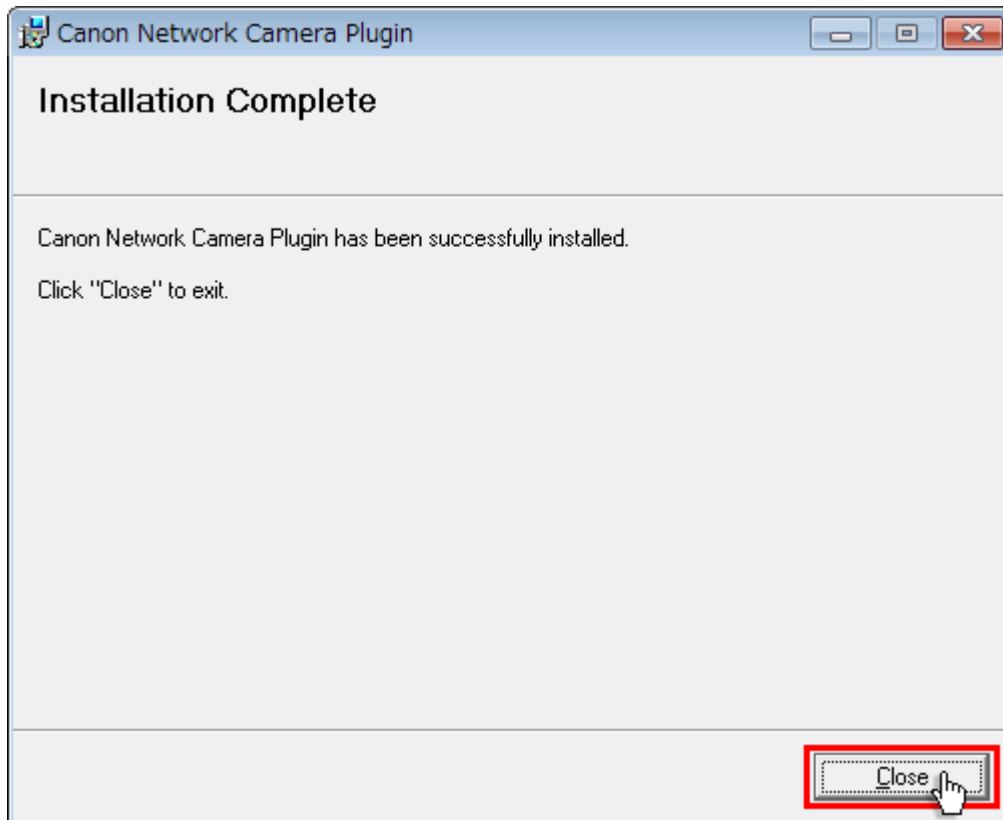 Canon Network Camera Plugin
Installation Complete
Canon Network Camera Plugin has been successfully installed.
Click "Close" to exit.
Close